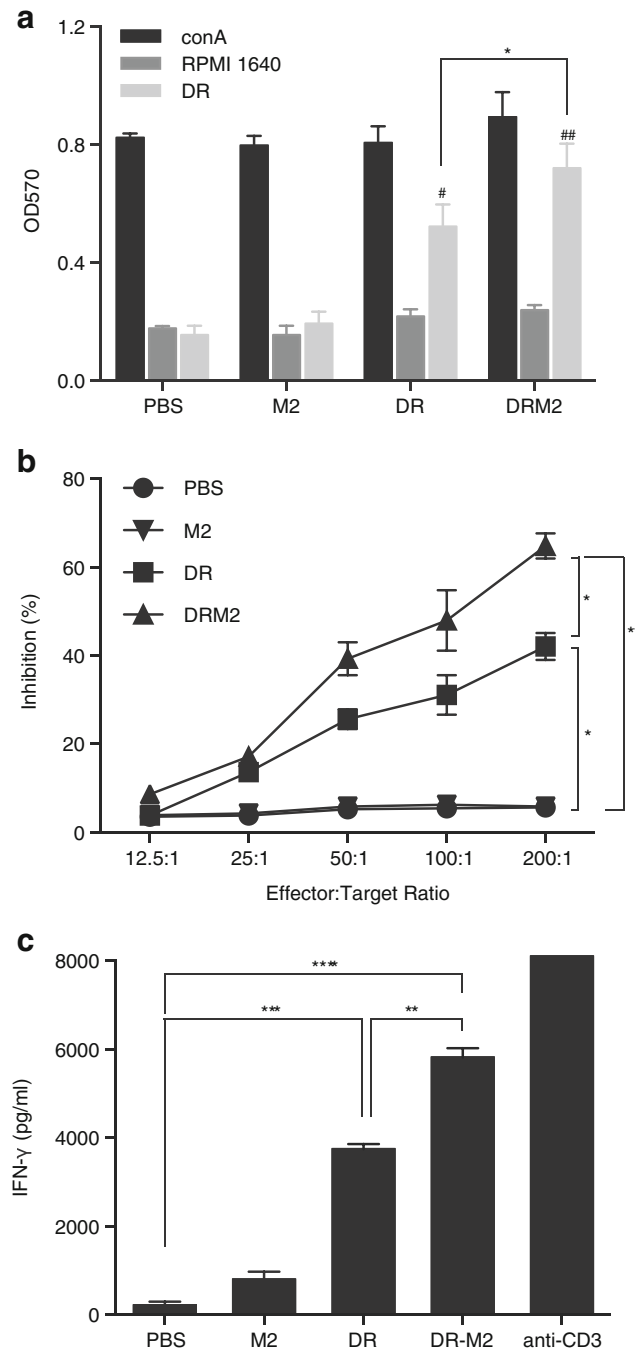 a
1.2
0.8
0.4
0.0
OD570
conA
RPMI 1640
DR
*
#
##
PBS M2 DR DRM2
b
80
60
40
20
0
Inhibition (%)
PBS
M2
DR
DRM2
*
*
*
12.5:1 25:1 50:1 100:1 200:1
Effector:Target Ratio
c
8000
6000
4000
2000
0
IFN-γ (pg/ml)
****
***
**
PBS M2 DR DR-M2 anti-CD3